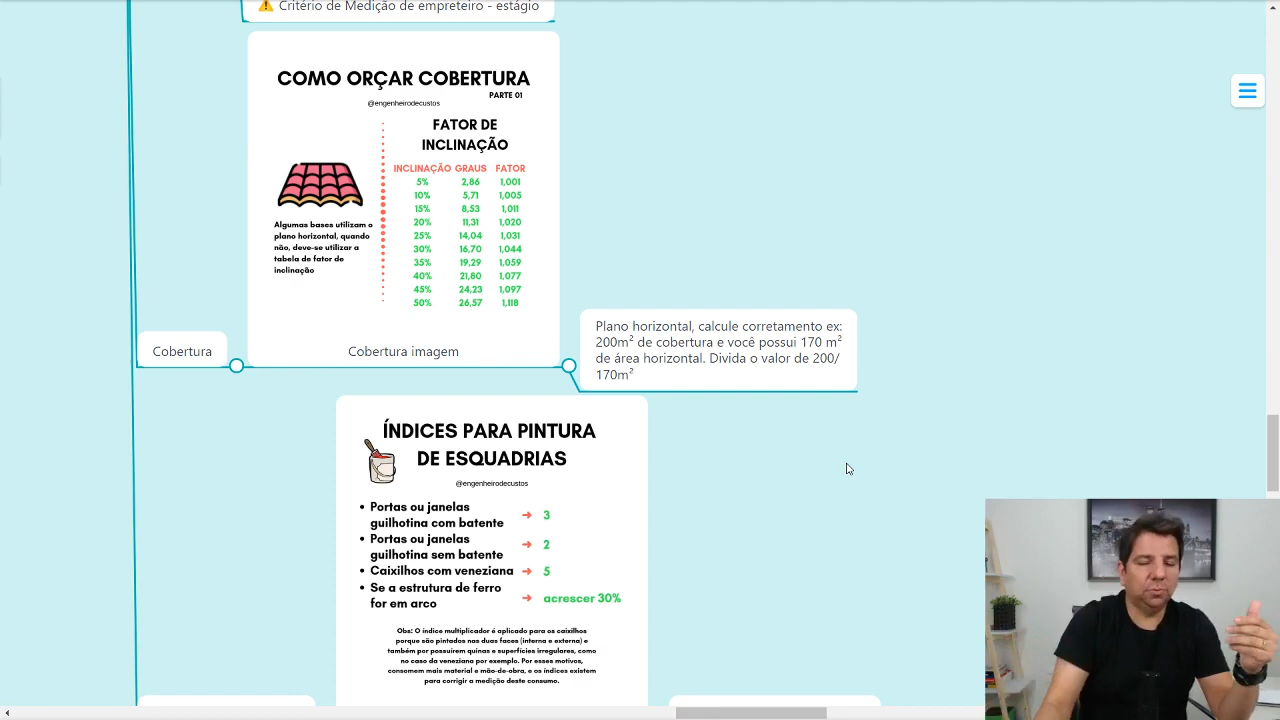 ⚠️ Critério de Medição de empreteiro - estágio
COMO ORÇAR COBERTURA
PARTE 01
@engenheirodecustos
FATOR DE
INCLINAÇÃO
INCLINAÇÃO GRAUS FATOR
5% 2,86 1,001
10% 5,71 1,005
15% 8,53 1,011
20% 11,31 1,020
25% 14,04 1,031
30% 16,70 1,044
35% 19,29 1,059
40% 21,80 1,077
45% 24,23 1,097
50% 26,57 1,118
Algumas bases utilizam o
plano horizontal, quando
não, deve-se utilizar a
tabela de fator de
inclinação
Cobertura
Cobertura imagem
Plano horizontal, calcule corretamento ex:
200m² de cobertura e você possui 170 m²
de área horizontal. Divida o valor de 200/
170m²
ÍNDICES PARA PINTURA
DE ESQUADRIAS
@engenheirodecustos
• Portas ou janelas
guilhotina com batente ➜ 3
• Portas ou janelas
guilhotina sem batente ➜ 2
• Caixilhos com veneziana ➜ 5
• Se a estrutura de ferro
for em arco ➜ acrescer 30%
Obs: O índice multiplicador é aplicado para os caixilhos
porque são pintados nas duas faces (interna e externa) e
também por possuírem quinas e superfícies irregulares, como
no caso da veneziana por exemplo. Por esses motivos,
consomem mais material e mão-de-obra, e os índices existem
para corrigir a medição deste consumo.